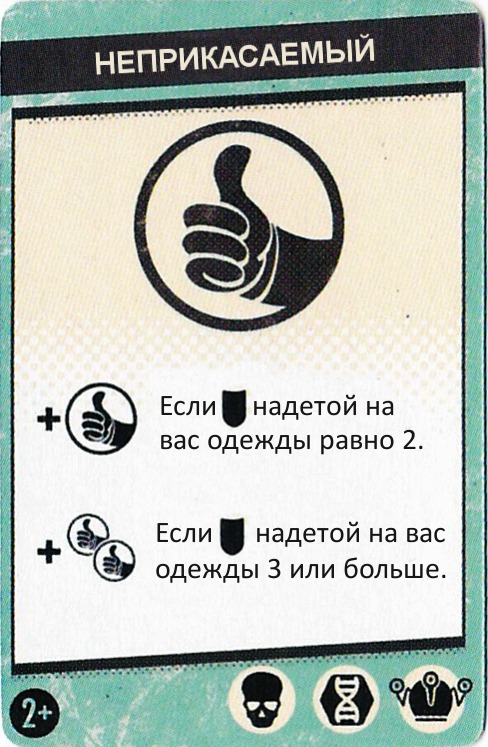 НЕПРИКАСАЕМЫЙ
+ Если надетой на
вас одежды равно 2.
+ Если надетой на вас
одежды 3 или больше.
2+